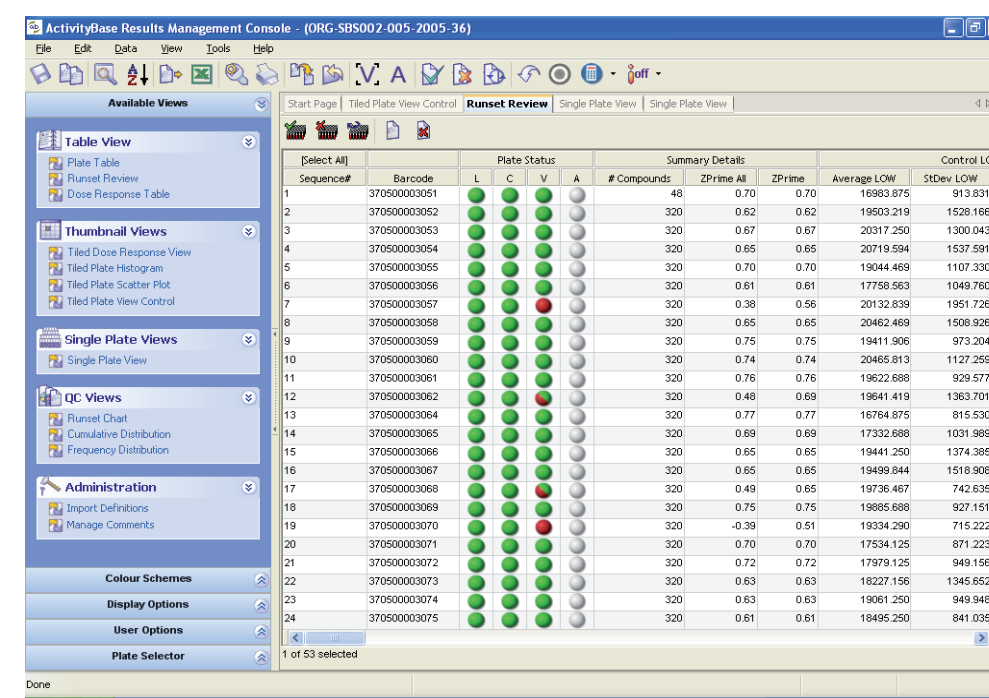 ActivityBase Results Management Console - (ORG-SBS002-005-2005-36)
File Edit Data View Tools Help
[V] A off
Available Views
Start Page Tiled Plate View Control Runset Review Single Plate View Single Plate View
Table View
Plate Table
Runset Review
Dose Response Table
Thumbnail Views
Tiled Dose Response View
Tiled Plate Histogram
Tiled Plate Scatter Plot
Tiled Plate View Control
Single Plate Views
Single Plate View
QC Views
Runset Chart
Cumulative Distribution
Frequency Distribution
Administration
Import Definitions
Manage Comments
Colour Schemes
Display Options
User Options
Plate Selector
[Select All] Plate Status Summary Details Control LO
Sequence# Barcode L C V A # Compounds ZPrime All ZPrime Average LOW StDev LOW
1 370500003051 48 0.70 0.70 16983.875 913.831
2 370500003052 320 0.62 0.62 19503.219 1528.166
3 370500003053 320 0.67 0.67 20317.250 1300.043
4 370500003054 320 0.65 0.65 20719.594 1537.591
5 370500003055 320 0.70 0.70 19044.469 1107.330
6 370500003056 320 0.61 0.61 17758.563 1049.760
7 370500003057 320 0.38 0.56 20132.839 1951.726
8 370500003058 320 0.65 0.65 20462.469 1508.926
9 370500003059 320 0.75 0.75 19411.906 973.204
10 370500003060 320 0.74 0.74 20465.813 1127.259
11 370500003061 320 0.76 0.76 19622.688 929.577
12 370500003062 320 0.48 0.69 19641.419 1363.701
13 370500003064 320 0.77 0.77 16764.875 815.530
14 370500003065 320 0.69 0.69 17332.688 1031.989
15 370500003066 320 0.65 0.65 19441.250 1374.385
16 370500003067 320 0.65 0.65 19499.844 1518.908
17 370500003068 320 0.49 0.65 19736.467 742.635
18 370500003069 320 0.75 0.75 19885.688 927.151
19 370500003070 320 -0.39 0.51 19334.290 715.222
20 370500003071 320 0.70 0.70 17534.125 871.223
21 370500003072 320 0.72 0.72 17979.125 949.156
22 370500003073 320 0.63 0.63 18227.156 1345.652
23 370500003074 320 0.63 0.63 19061.250 949.948
24 370500003075 320 0.61 0.61 18495.250 841.035
1 of 53 selected
Done